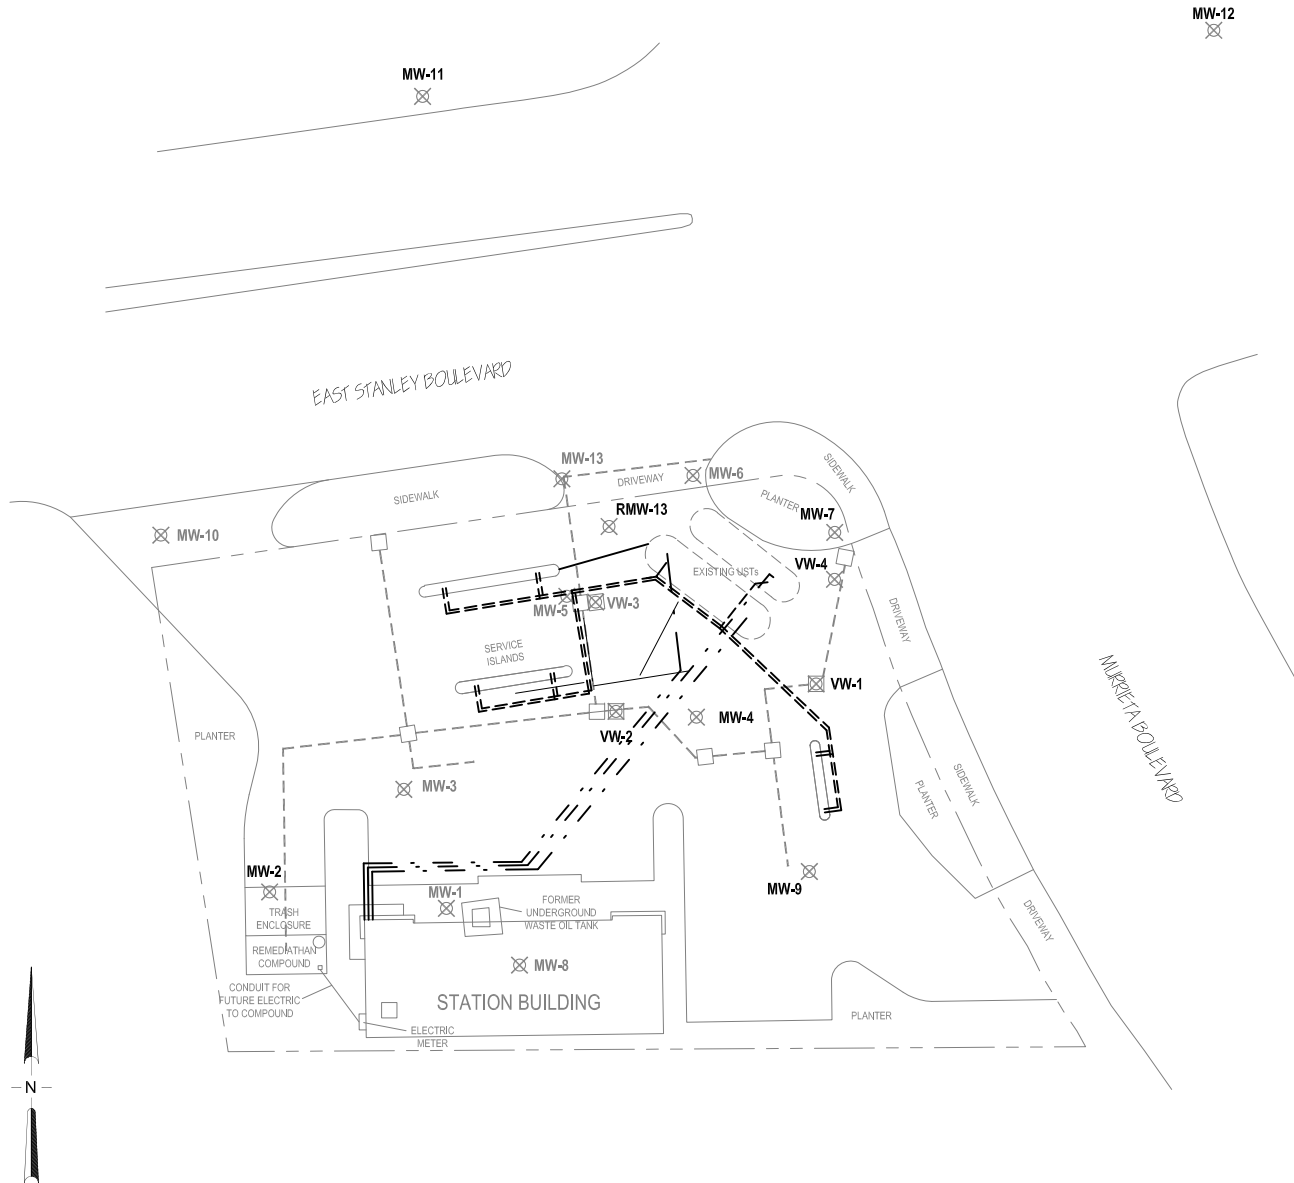 MW-12
MW-11
EAST STANLEY BOULEVARD
MW-13
MW-6
DRIVEWAY
SIDEWALK
SIDEWALK
PLANTER
RMW-13
MW-7
MW-10
VW-4
EXISTING USTs
MW-5
VW-3
DRIVEWAY
SERVICE
ISLANDS
VW-1
MURRIETA BOULEVARD
MW-4
VW-2
PLANTER
MW-3
SIDEWALK
PLANTER
MW-2
MW-1
MW-9
FORMER
UNDERGROUND
WASTE OIL TANK
TRASH
ENCLOSURE
DRIVEWAY
REMEDIATHAN
COMPOUND
MW-8
CONDUIT FOR
FUTURE ELECTRIC
TO COMPOUND
STATION BUILDING
PLANTER
ELECTRIC
METER
N